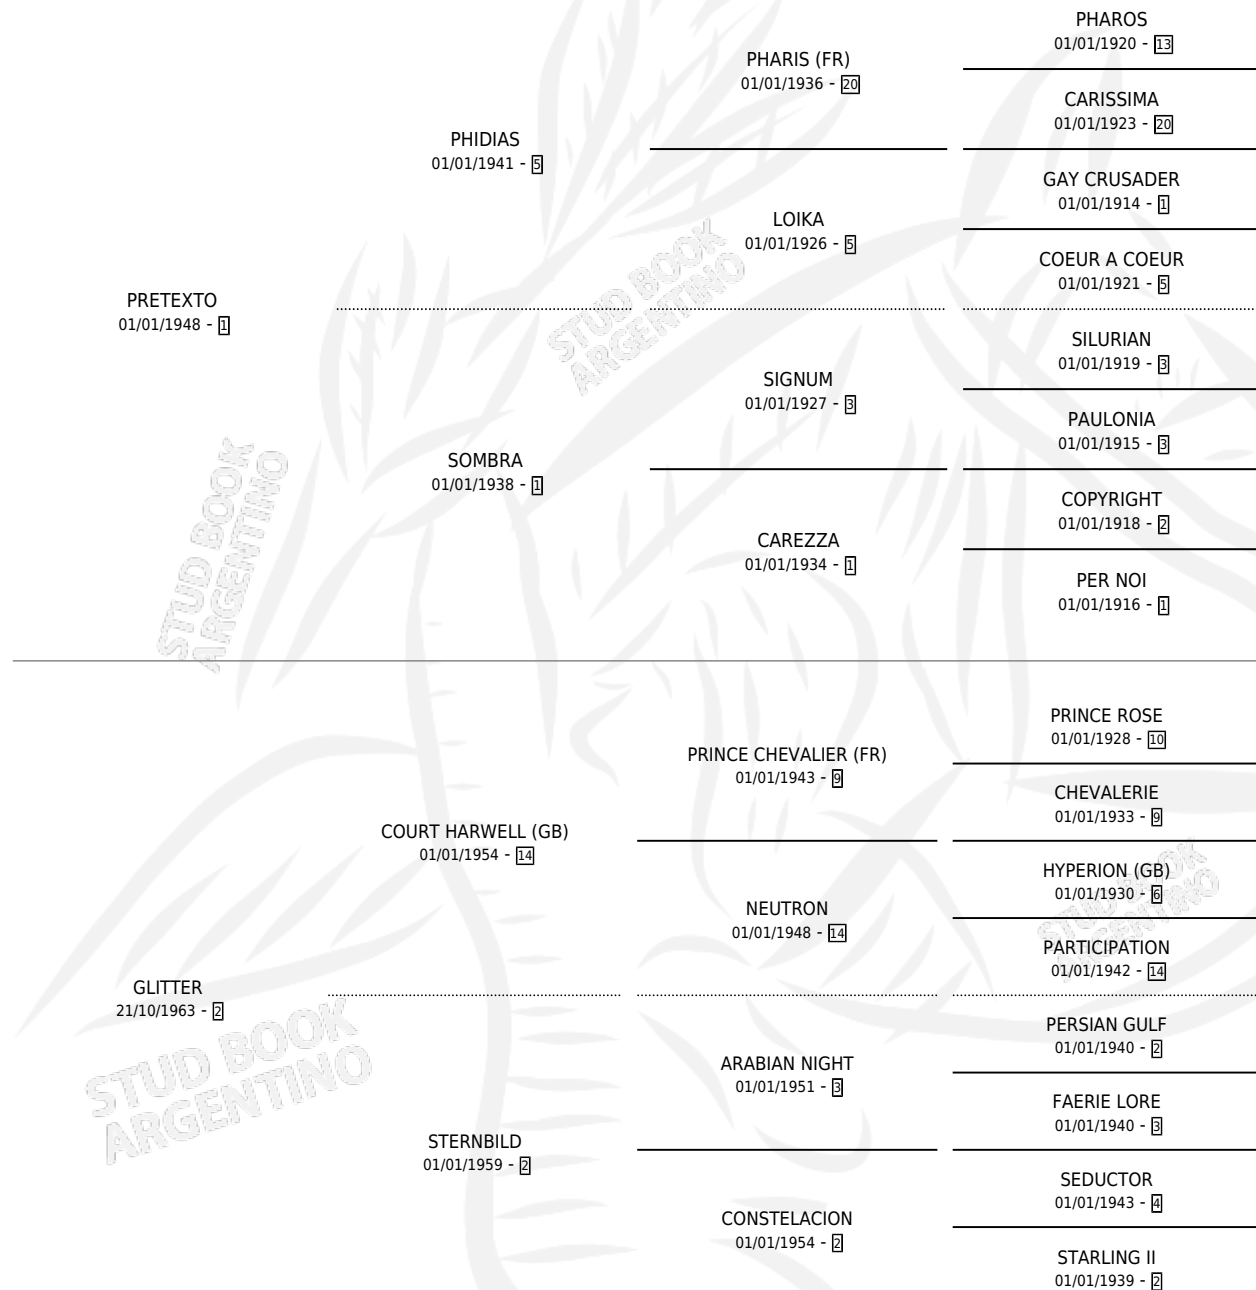 PHAROS
01/01/1920 - 13
PHARIS (FR)
01/01/1936 - 20
CARISSIMA
01/01/1923 - 20
PHIDIAS
01/01/1941 - 5
GAY CRUSADER
01/01/1914 - 1
LOIKA
01/01/1926 - 5
COEUR A COEUR
01/01/1921 - 5
PRETEXTO
01/01/1948 - 1
SILURIAN
01/01/1919 - 3
SIGNUM
01/01/1927 - 3
PAULONIA
01/01/1915 - 3
SOMBRA
01/01/1938 - 1
COPYRIGHT
01/01/1918 - 2
CAREZZA
01/01/1934 - 1
PER NOI
01/01/1916 - 1
STUD BOOK
ARGENTINO
STUD BOOK
ARGENTINO
PRINCE ROSE
01/01/1928 - 10
PRINCE CHEVALIER (FR)
01/01/1943 - 9
CHEVALERIE
01/01/1933 - 9
COURT HARWELL (GB)
01/01/1954 - 14
HYPERION (GB)
01/01/1930 - 6
NEUTRON
01/01/1948 - 14
PARTICIPATION
01/01/1942 - 14
GLITTER
21/10/1963 - 2
PERSIAN GULF
01/01/1940 - 2
ARABIAN NIGHT
01/01/1951 - 3
FAERIE LORE
01/01/1940 - 3
STERNBILD
01/01/1959 - 2
SEDUCTOR
01/01/1943 - 4
CONSTELACION
01/01/1954 - 2
STARLING II
01/01/1939 - 2
STUD BOOK
ARGENTINO
STUD BOOK
ARGENTINO